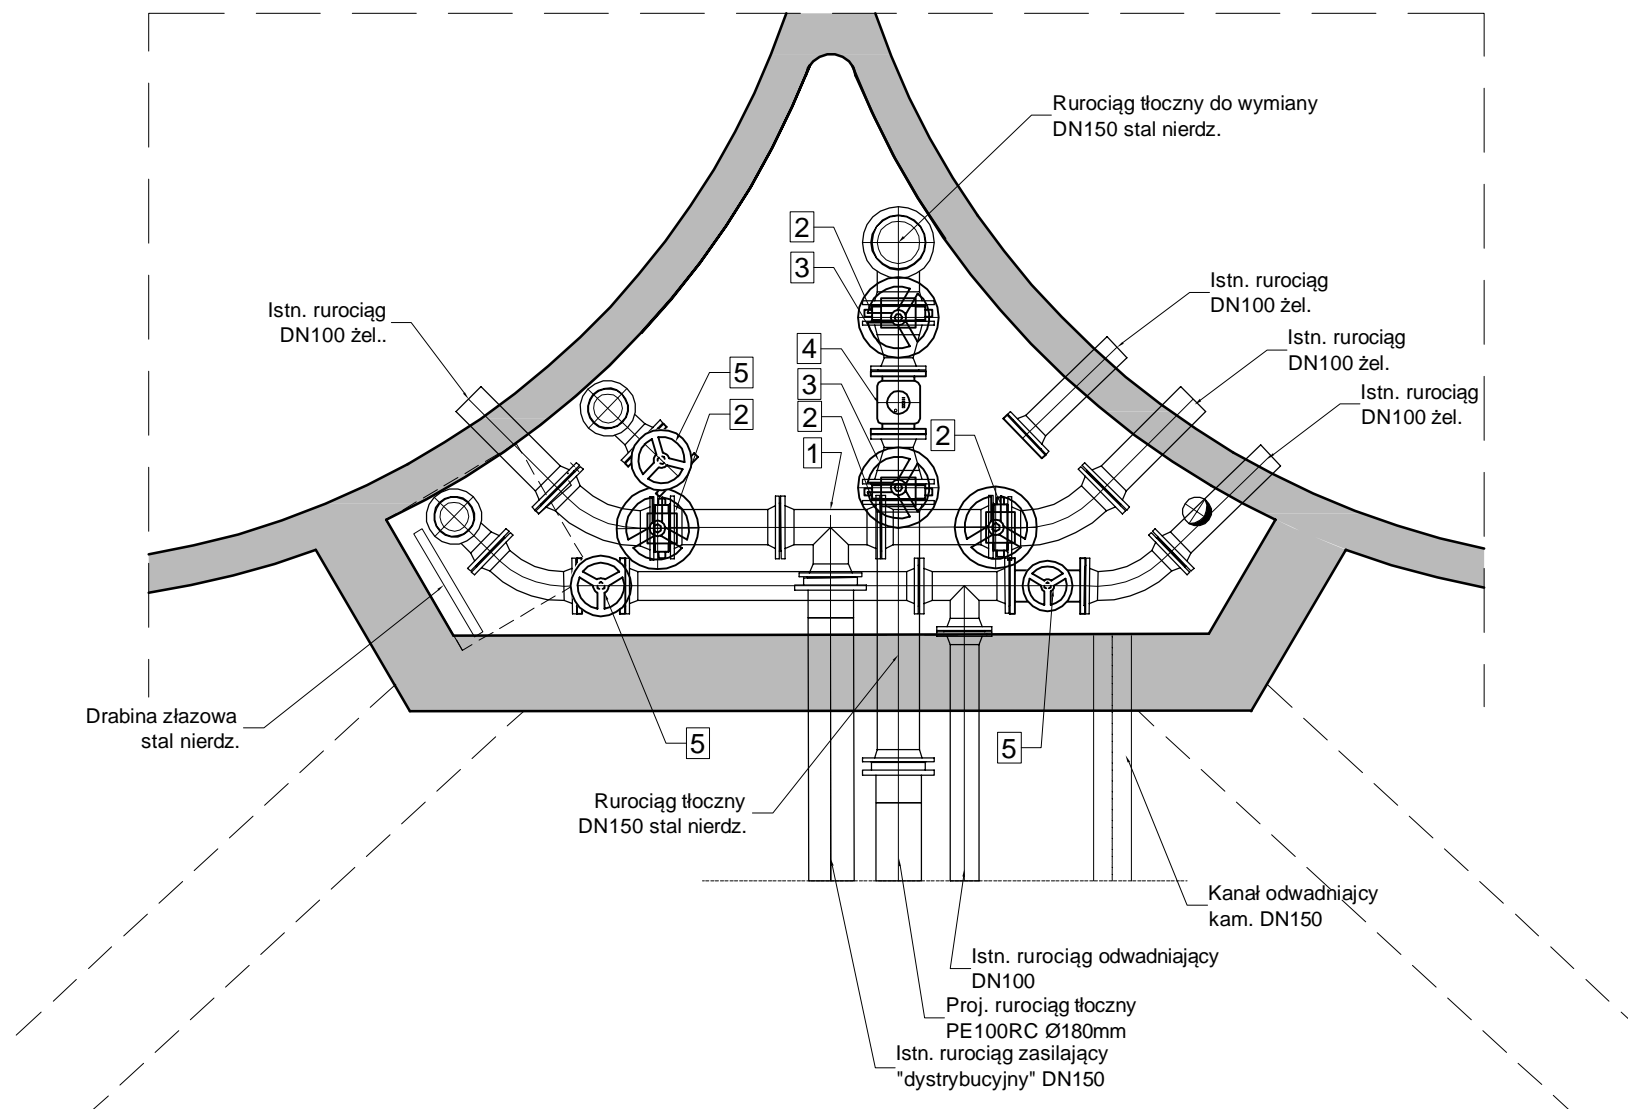 Rurociąg tłoczny do wymiany
DN150 stal nierdz.
2
3
Istn. rurociąg
DN100 żel..
Istn. rurociąg
DN100 żel.
Istn. rurociąg
DN100 żel.
Istn. rurociąg
DN100 żel.
4
5
3
2
2
2
1
Drabina złazowa
stal nierdz.
5
5
Rurociąg tłoczny
DN150 stal nierdz.
Kanał odwadniajcy
kam. DN150
Istn. rurociąg odwadniający
DN100
Proj. rurociąg tłoczny
PE100RC Ø180mm
Istn. rurociąg zasilający
"dystrybucyjny" DN150